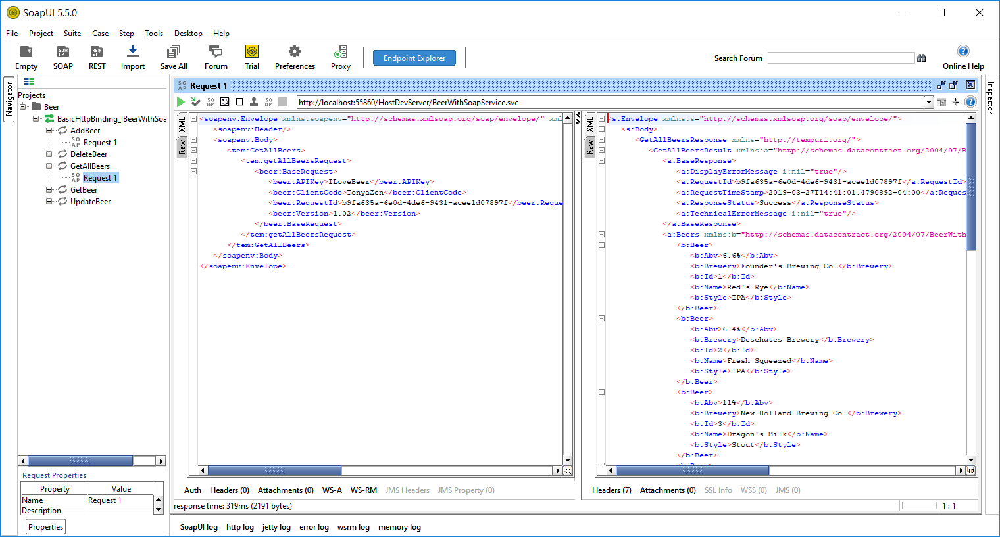 SoapUI 5.5.0
File Project Suite Case Step Tools Desktop Help
Empty SOAP REST Import Save All Forum Trial Preferences Proxy Endpoint Explorer Search Forum Online Help
Navigator
Projects
Beer
BasicHttpBinding_IBeerWithSoa
AddBeer
SO AP Request 1
DeleteBeer
GetAllBeers
SO AP Request 1
GetBeer
UpdateBeer
Request Properties
Property Value
Name Request 1
Description
Properties
SO AP Request 1
http://localhost:55860/HostDevServer/BeerWithSoapService.svc
XML
Raw
<soapenv:Envelope xmlns:soapenv="http://schemas.xmlsoap.org/soap/envelope/" xml
<soapenv:Header/>
<soapenv:Body>
<tem:GetAllBeers>
<tem:getAllBeersRequest>
<beer:BaseRequest>
<beer:APIKey>ILoveBeer</beer:APIKey>
<beer:ClientCode>TonyaZen</beer:ClientCode>
<beer:RequestId>b9fa635a-6e0d-4de6-9431-acee1d07897f</beer:Reque
<beer:Version>1.02</beer:Version>
</beer:BaseRequest>
</tem:getAllBeersRequest>
</tem:GetAllBeers>
</soapenv:Body>
</soapenv:Envelope>
Auth Headers (0) Attachments (0) WS-A WS-RM JMS Headers JMS Property (0)
XML
Raw
<s:Envelope xmlns:s="http://schemas.xmlsoap.org/soap/envelope/">
<s:Body>
<GetAllBeersResponse xmlns="http://tempuri.org/">
<GetAllBeersResult xmlns:a="http://schemas.datacontract.org/2004/07/B
<a:BaseResponse>
<a:DisplayErrorMessage i:nil="true"/>
<a:RequestId>b9fa635a-6e0d-4de6-9431-acee1d07897f</a:RequestId>
<a:RequestTimeStamp>2019-03-27T14:41:01.4790892-04:00</a:Reques
<a:ResponseStatus>Success</a:ResponseStatus>
<a:TechnicalErrorMessage i:nil="true"/>
</a:BaseResponse>
<a:Beers xmlns:b="http://schemas.datacontract.org/2004/07/BeerWith
<b:Beer>
<b:Abv>6.6%</b:Abv>
<b:Brewery>Founder's Brewing Co.</b:Brewery>
<b:Id>1</b:Id>
<b:Name>Red's Rye</b:Name>
<b:Style>IPA</b:Style>
</b:Beer>
<b:Beer>
<b:Abv>6.4%</b:Abv>
<b:Brewery>Deschutes Brewery</b:Brewery>
<b:Id>2</b:Id>
<b:Name>Fresh Squeezed</b:Name>
<b:Style>IPA</b:Style>
</b:Beer>
<b:Beer>
<b:Abv>11%</b:Abv>
<b:Brewery>New Holland Brewing Co.</b:Brewery>
<b:Id>3</b:Id>
<b:Name>Dragon's Milk</b:Name>
<b:Style>Stout</b:Style>
</b:Beer>
Headers (7) Attachments (0) SSL Info WSS (0) JMS (0)
response time: 319ms (2191 bytes)
1 : 1
SoapUI log http log jetty log error log wsrm log memory log
Inspector